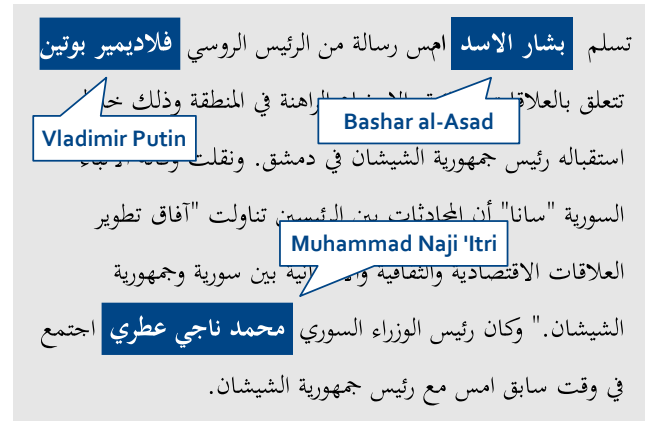 تسلم بشار الاسد امس رسالة من الرئيس الروسي فلاديمير بوتين
تتعلق بالعلاقات الراهنة في المنطقة وذلك
Vladimir Putin
Bashar al-Asad
استقباله رئيس جمهورية الشيشان في دمشق. ونقلت
السورية "سانا" أن المحادثات بين الرئيسين تناولت "آفاق تطوير
Muhammad Naji 'Itri
العلاقات الاقتصادية والثقافية بين سورية وجمهورية
الشيشان." وكان رئيس الوزراء السوري محمد ناجي عطري اجتمع
في وقت سابق امس مع رئيس جمهورية الشيشان.